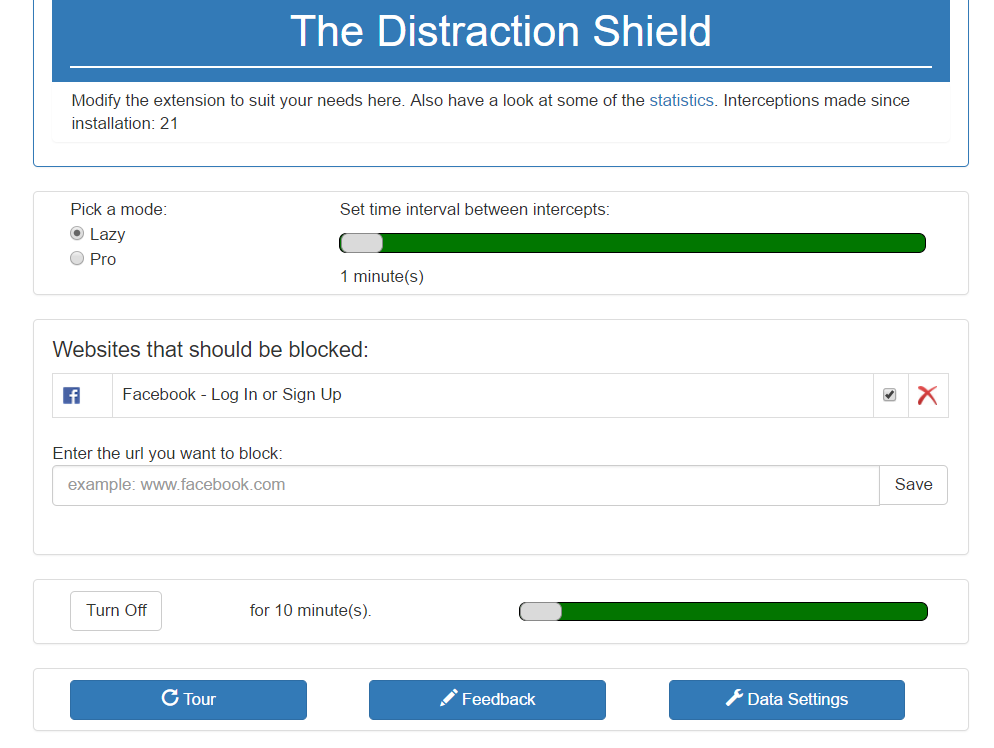 The Distraction Shield
Modify the extension to suit your needs here. Also have a look at some of the statistics. Interceptions made since
installation: 21
Pick a mode:
Lazy
Pro
Set time interval between intercepts:
1 minute(s)
Websites that should be blocked:
Facebook - Log In or Sign Up
Enter the url you want to block:
example: www.facebook.com
Save
Turn Off
for 10 minute(s).
Tour
Feedback
Data Settings